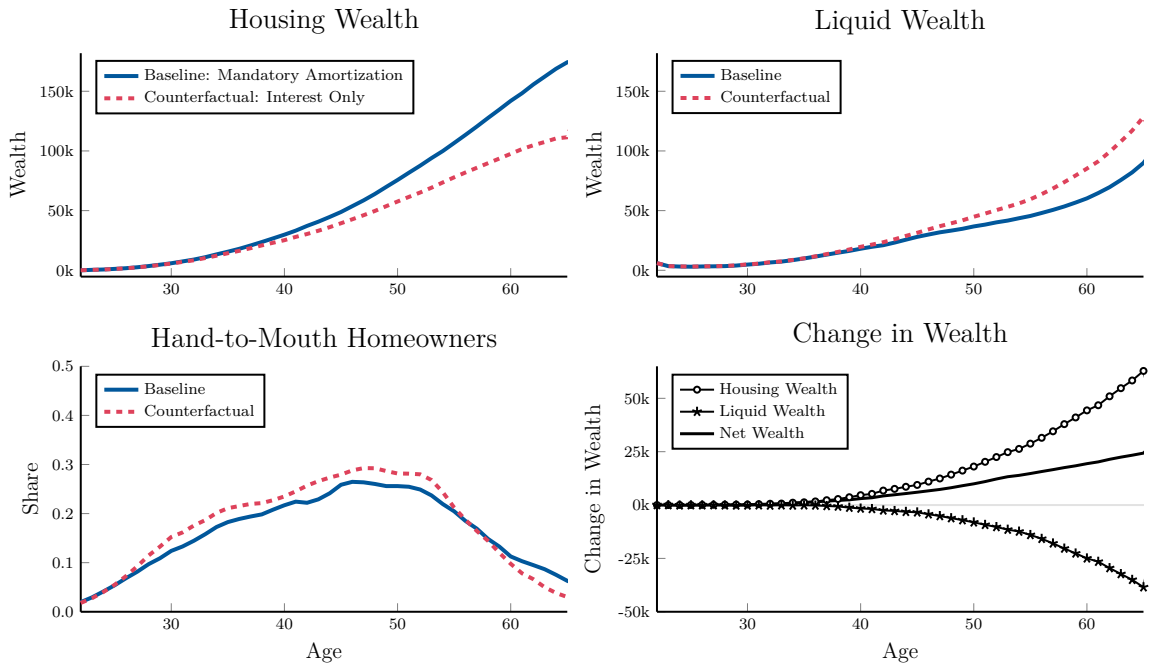 Housing Wealth
Baseline: Mandatory Amortization
Counterfactual: Interest Only
Wealth
150k
100k
50k
0k
30
40
50
60
Liquid Wealth
Baseline
Counterfactual
Wealth
150k
100k
50k
0k
30
40
50
60
Hand-to-Mouth Homeowners
Baseline
Counterfactual
Share
0.5
0.4
0.3
0.2
0.1
0.0
30
40
50
60
Age
Change in Wealth
Housing Wealth
Liquid Wealth
Net Wealth
Change in Wealth
50k
25k
0k
-25k
-50k
30
40
50
60
Age